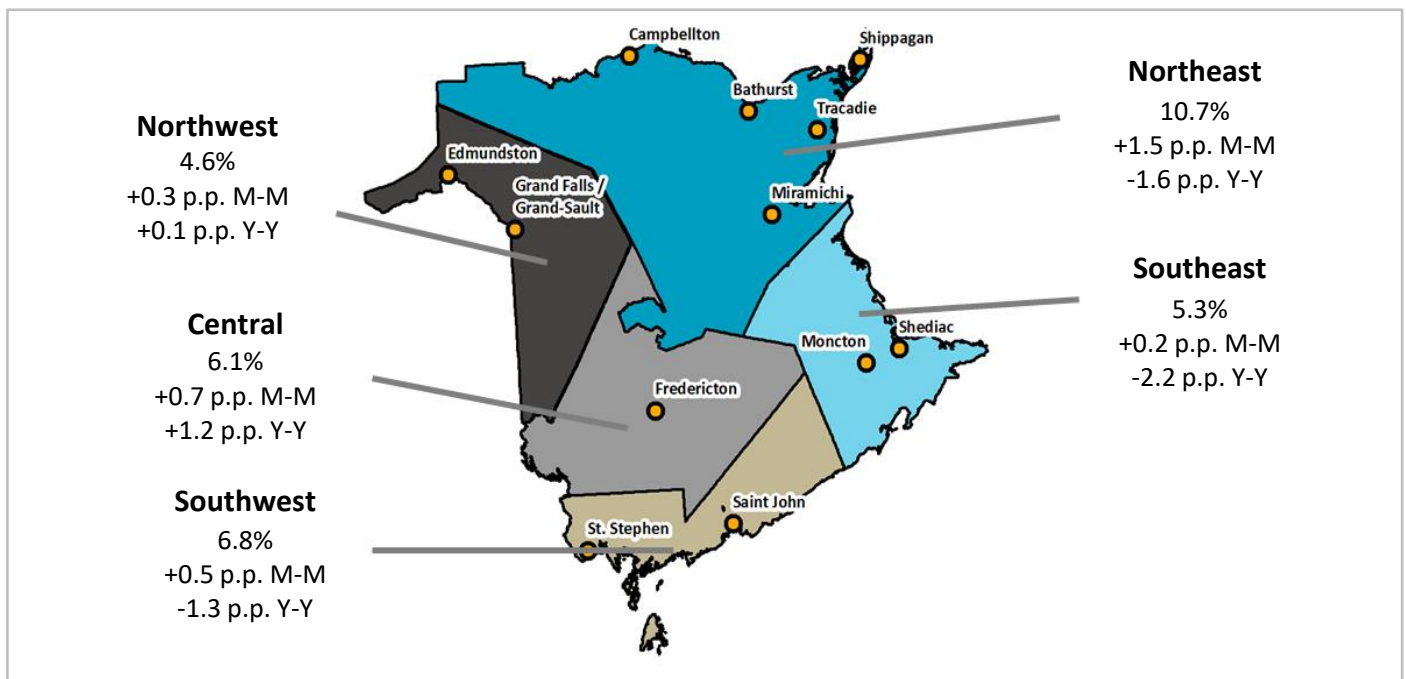 Campbellton
Shippagan
Bathurst
Tracadie
Northeast
10.7%
+1.5 p.p. M-M
-1.6 p.p. Y-Y
Northwest
4.6%
+0.3 p.p. M-M
+0.1 p.p. Y-Y
Edmundston
Grand Falls /
Grand-Sault
Miramichi
Southeast
5.3%
+0.2 p.p. M-M
-2.2 p.p. Y-Y
Central
6.1%
+0.7 p.p. M-M
+1.2 p.p. Y-Y
Shediac
Moncton
Fredericton
Southwest
6.8%
+0.5 p.p. M-M
-1.3 p.p. Y-Y
Saint John
St. Stephen